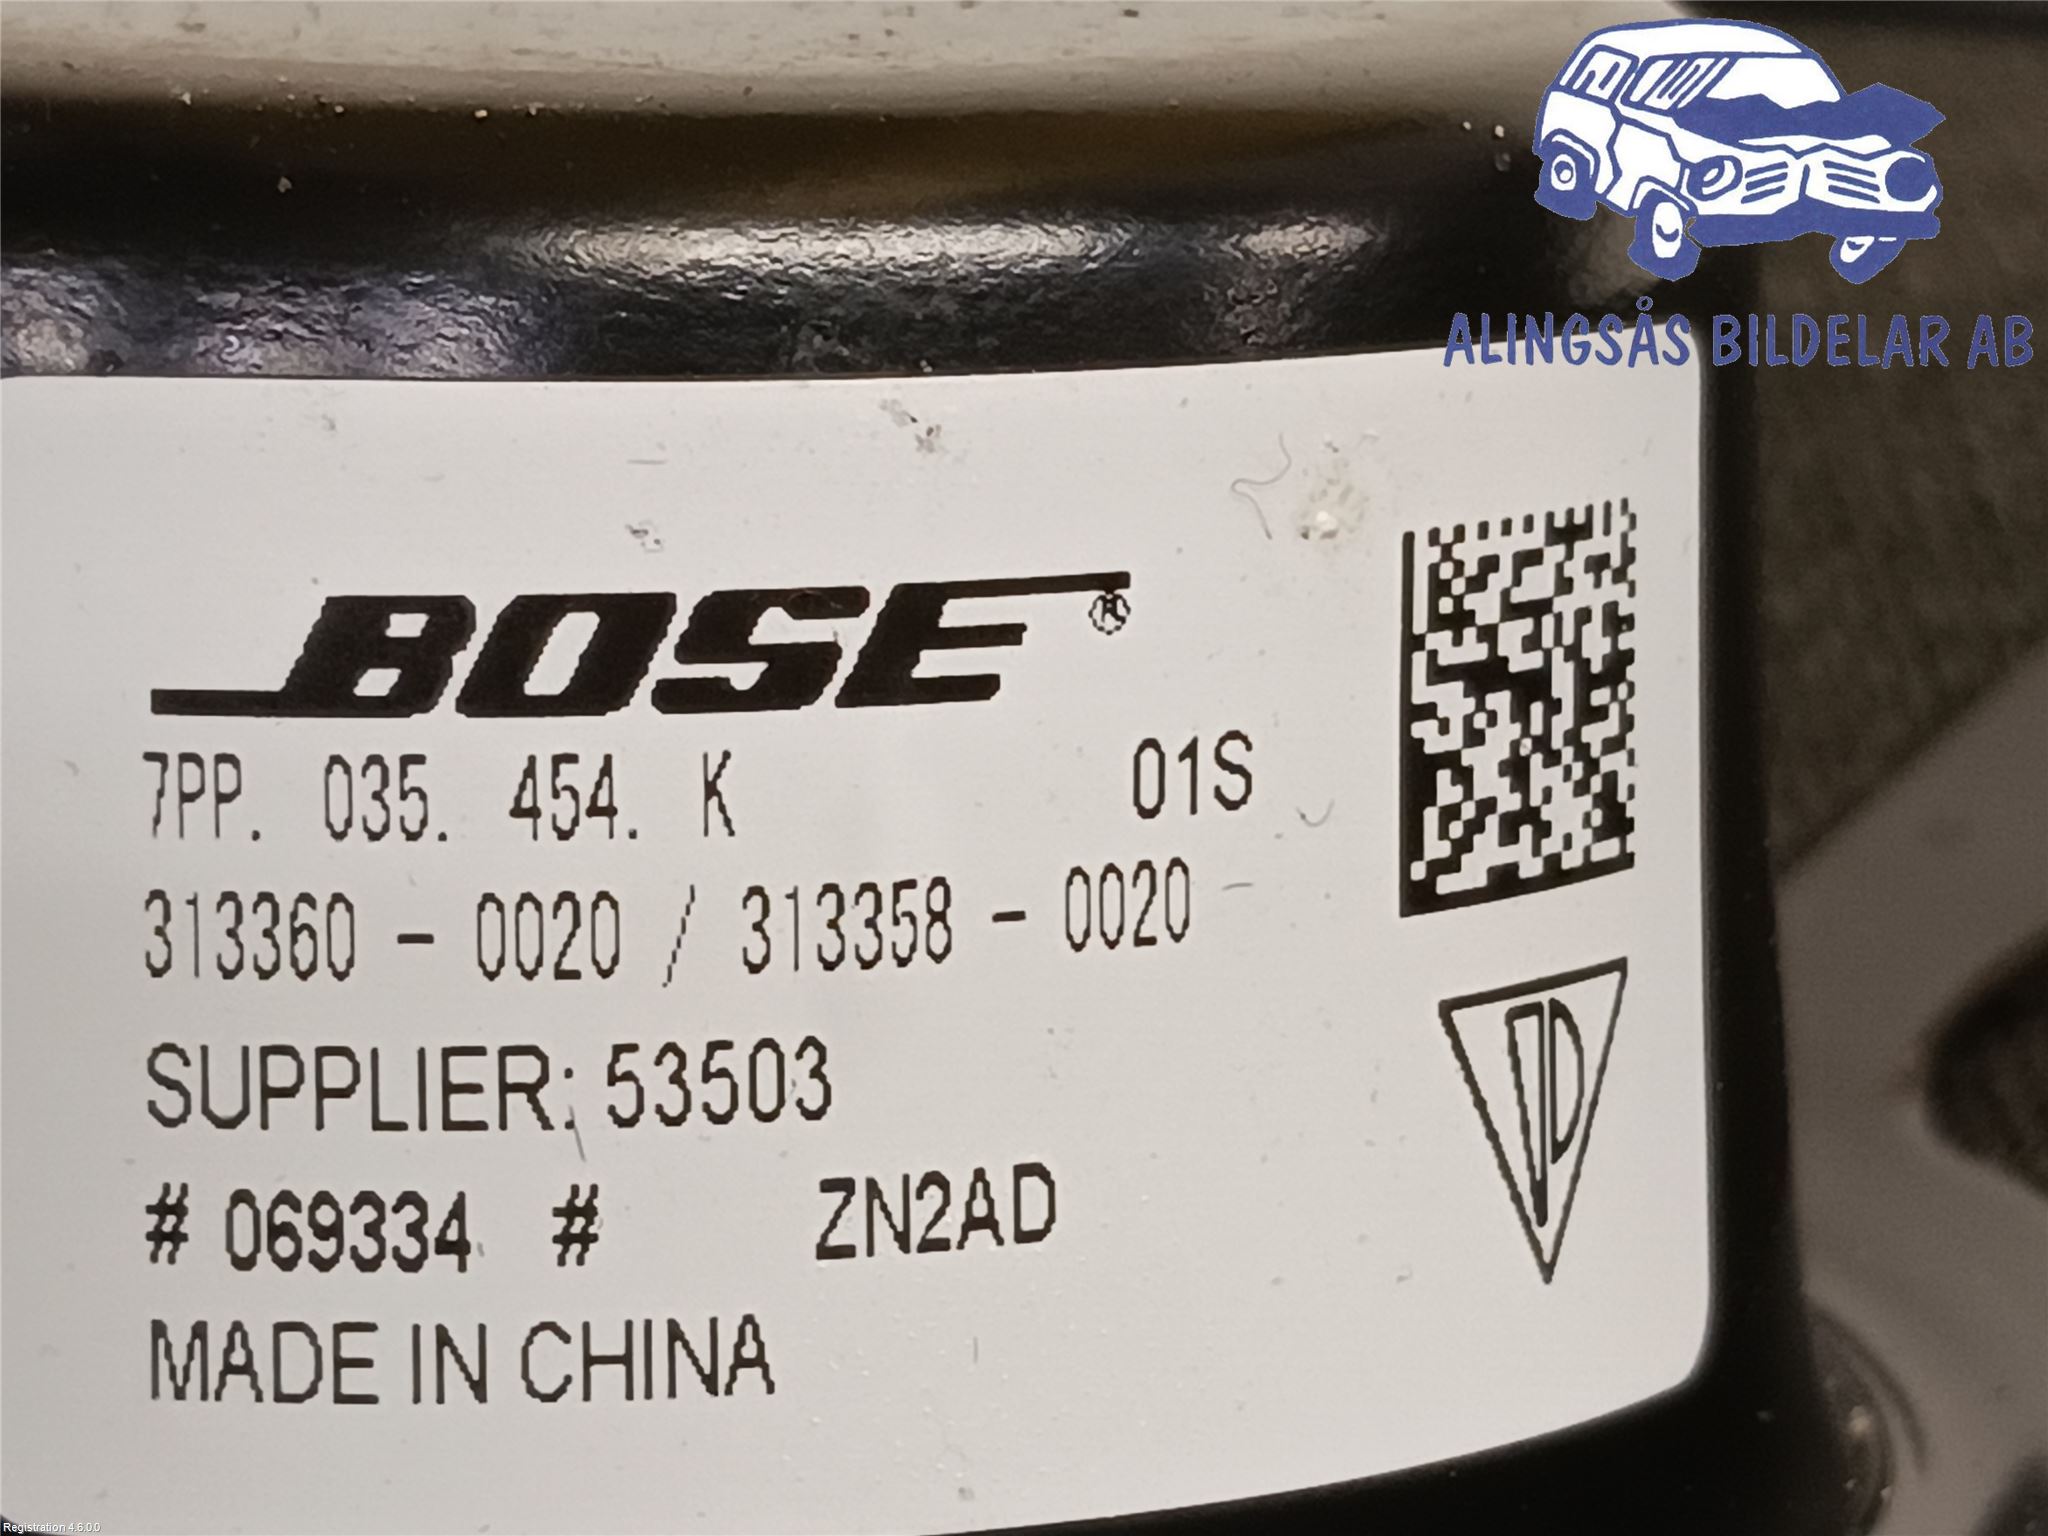 ALINGSÅS BILDELAR AB
BOSE®
7PP. 035. 454. K 01S
313360 - 0020 / 313358 - 0020
SUPPLIER: 53503
# 069334 # ZN2AD
MADE IN CHINA
Registration 4.6.0.0